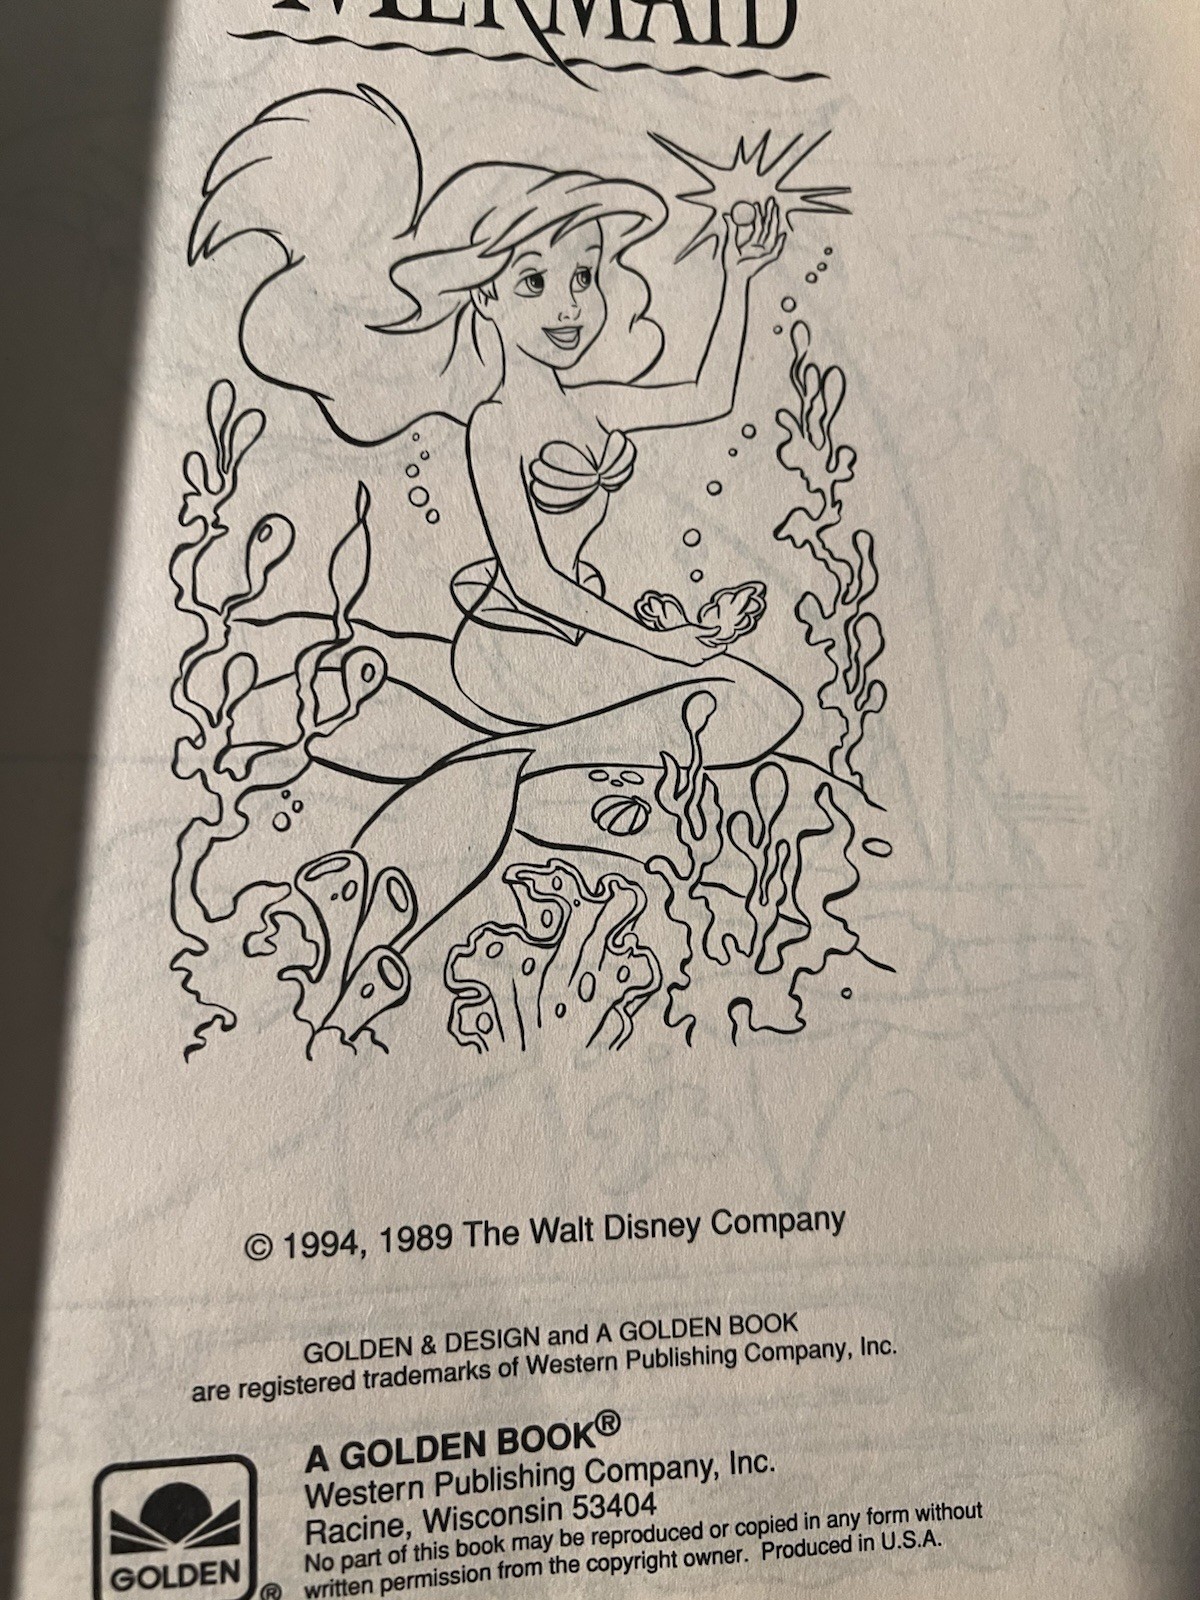 MERMAID
© 1994, 1989 The Walt Disney Company
GOLDEN & DESIGN and A GOLDEN BOOK
are registered trademarks of Western Publishing Company, Inc.
A GOLDEN BOOK®
Western Publishing Company, Inc.
Racine, Wisconsin 53404
No part of this book may be reproduced or copied in any form without
written permission from the copyright owner. Produced in U.S.A.
GOLDEN ®